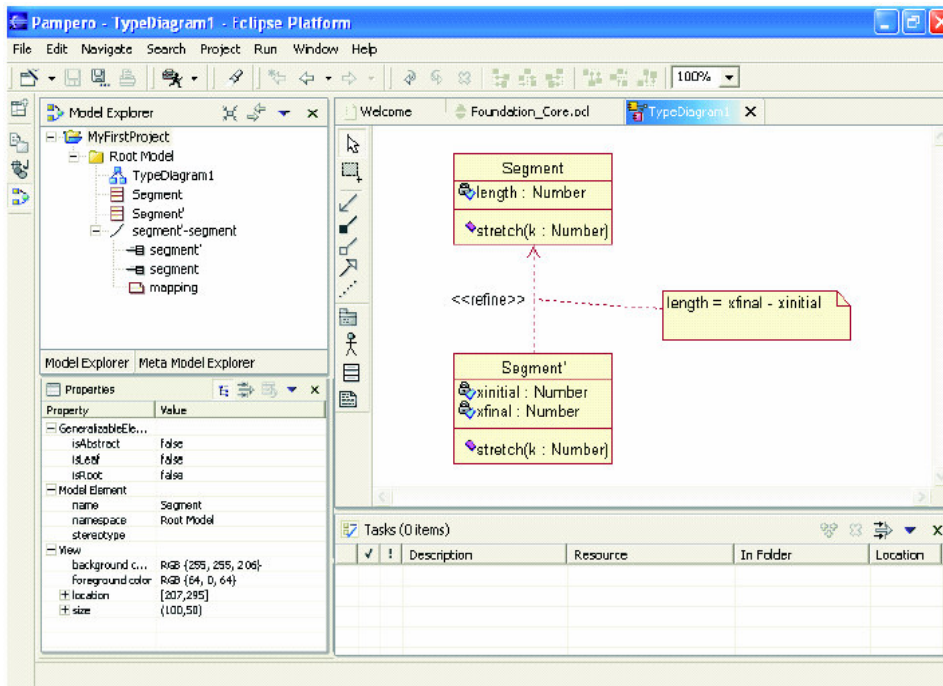 Pampero - TypeDiagram1 - Eclipse Platform
File Edit Navigate Search Project Run Window Help
100%
Model Explorer
MyFirstProject
Root Model
TypeDiagram1
Segment
Segment'
segment'-segment
segment'
segment
mapping
Model Explorer Meta Model Explorer
Properties
Property Value
GeneralizableEle...
isAbstract false
isLeaf false
isRoot false
Model Element
name Segment
namespace Root Model
stereotype
View
background c... RGB {255, 255, 206}
foreground color RGB {64, 0, 64}
location [207,295]
size (100,50)
Welcome Foundation_Core.ocl TypeDiagram1
Segment
length : Number
stretch(k : Number)
<<refine>>
length = xfinal - xinitial
Segment'
xinitial : Number
xfinal : Number
stretch(k : Number)
Tasks (0 items)
! Description Resource In Folder Location